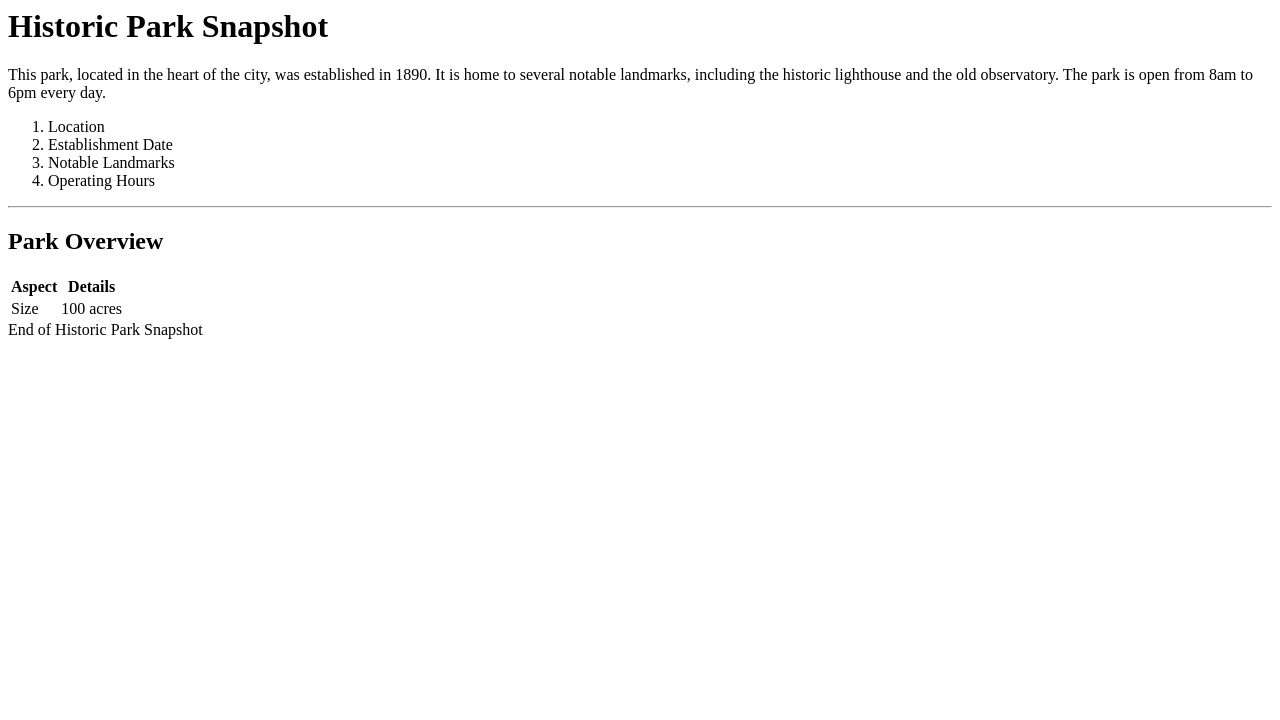 Historic Park Snapshot
This park, located in the heart of the city, was established in 1890. It is home to several notable landmarks, including the historic lighthouse and the old observatory. The park is open from 8am to
6pm every day.
1. Location
2. Establishment Date
3. Notable Landmarks
4. Operating Hours
Park Overview
Aspect Details
Size 100 acres
End of Historic Park Snapshot